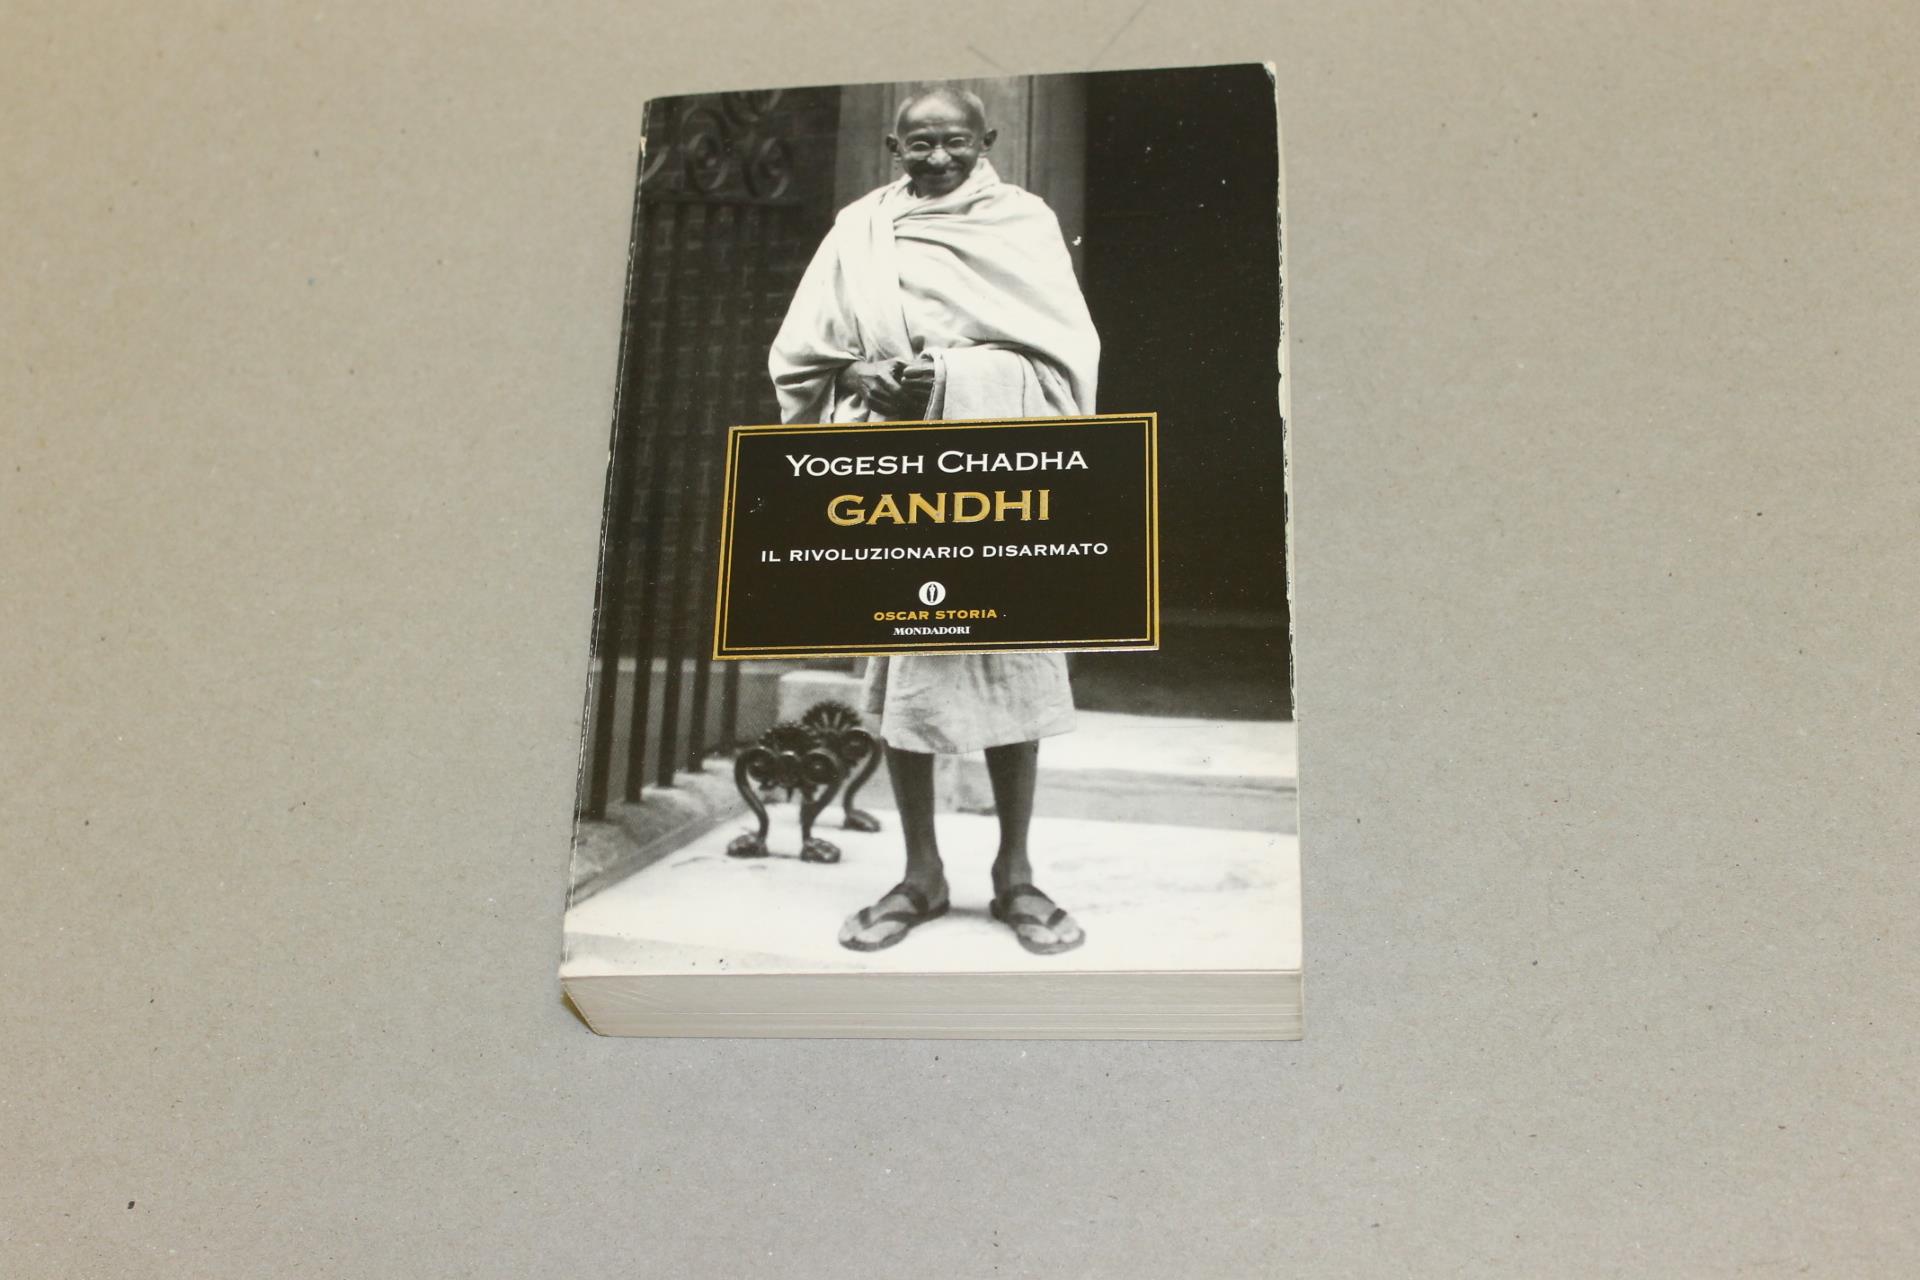 YOGESH CHADHA
GANDHI
IL RIVOLUZIONARIO DISARMATO
OSCAR STORIA
MONDADORI